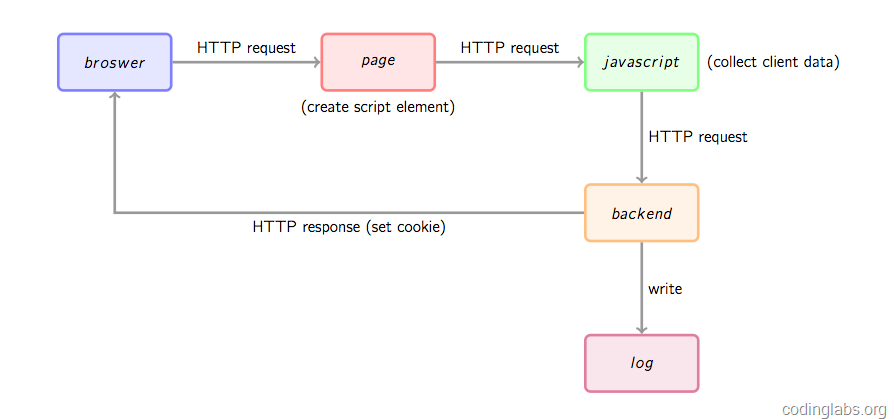 HTTP request
HTTP request
broswer
page
javascript
(collect client data)
(create script element)
HTTP request
backend
HTTP response (set cookie)
write
log
codinglabs.org